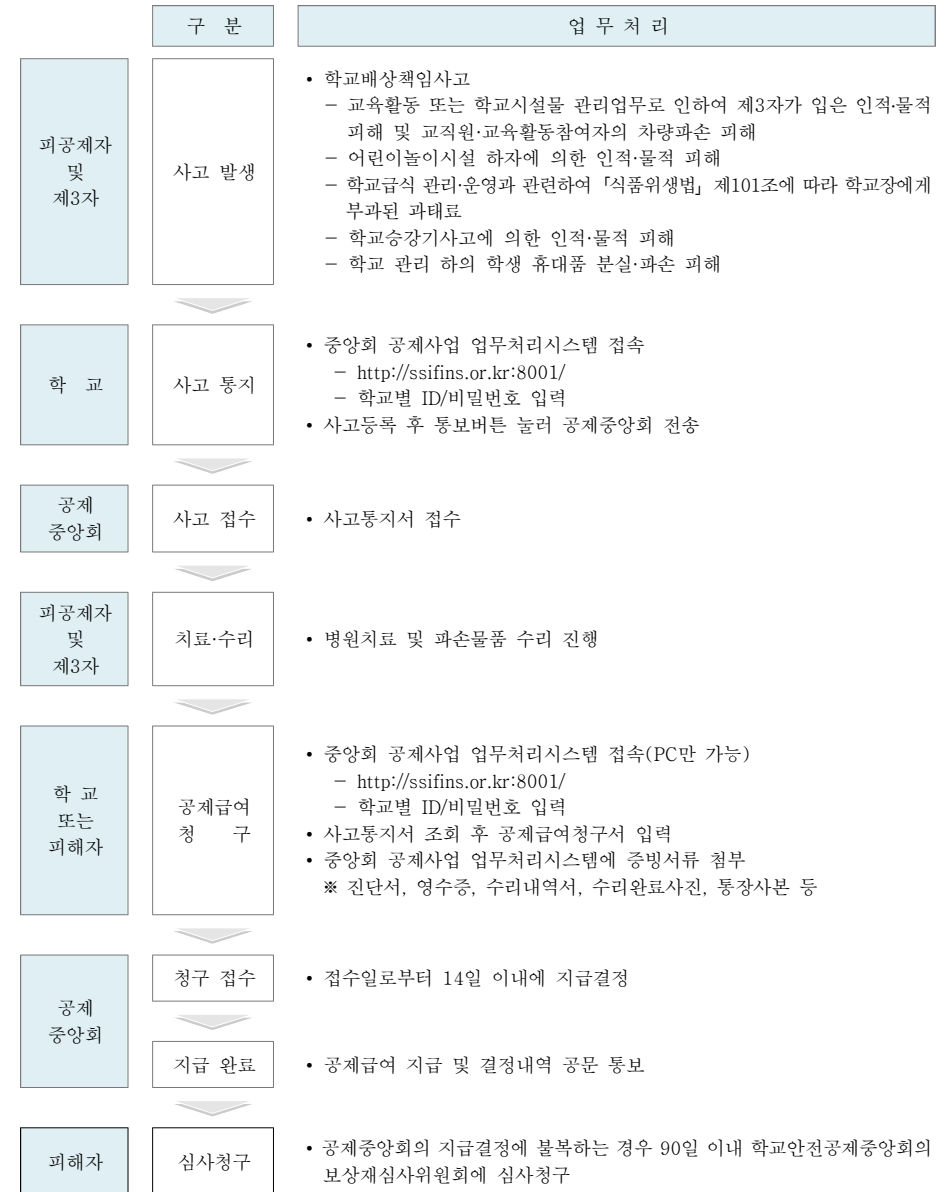 구 분
업 무 처 리
피공제자
및
제3자
사고 발생
• 학교배상책임사고
− 교육활동 또는 학교시설물 관리업무로 인하여 제3자가 입은 인적·물적
피해 및 교직원·교육활동참여자의 차량파손 피해
− 어린이놀이시설 하자에 의한 인적·물적 피해
− 학교급식 관리·운영과 관련하여 「식품위생법」 제101조에 따라 학교장에게
부과된 과태료
− 학교승강기사고에 의한 인적·물적 피해
− 학교 관리 하의 학생 휴대품 분실·파손 피해
학 교
사고 통지
• 중앙회 공제사업 업무처리시스템 접속
− http://ssifins.or.kr:8001/
− 학교별 ID/비밀번호 입력
• 사고등록 후 통보버튼 눌러 공제중앙회 전송
공제
중앙회
사고 접수
• 사고통지서 접수
피공제자
및
제3자
치료·수리
• 병원치료 및 파손물품 수리 진행
학 교
또는
피해자
공제급여
청 구
• 중앙회 공제사업 업무처리시스템 접속(PC만 가능)
− http://ssifins.or.kr:8001/
− 학교별 ID/비밀번호 입력
• 사고통지서 조회 후 공제급여청구서 입력
• 중앙회 공제사업 업무처리시스템에 증빙서류 첨부
※ 진단서, 영수증, 수리내역서, 수리완료사진, 통장사본 등
공제
중앙회
청구 접수
• 접수일로부터 14일 이내에 지급결정
지급 완료
• 공제급여 지급 및 결정내역 공문 통보
피해자
심사청구
• 공제중앙회의 지급결정에 불복하는 경우 90일 이내 학교안전공제중앙회의
보상재심사위원회에 심사청구